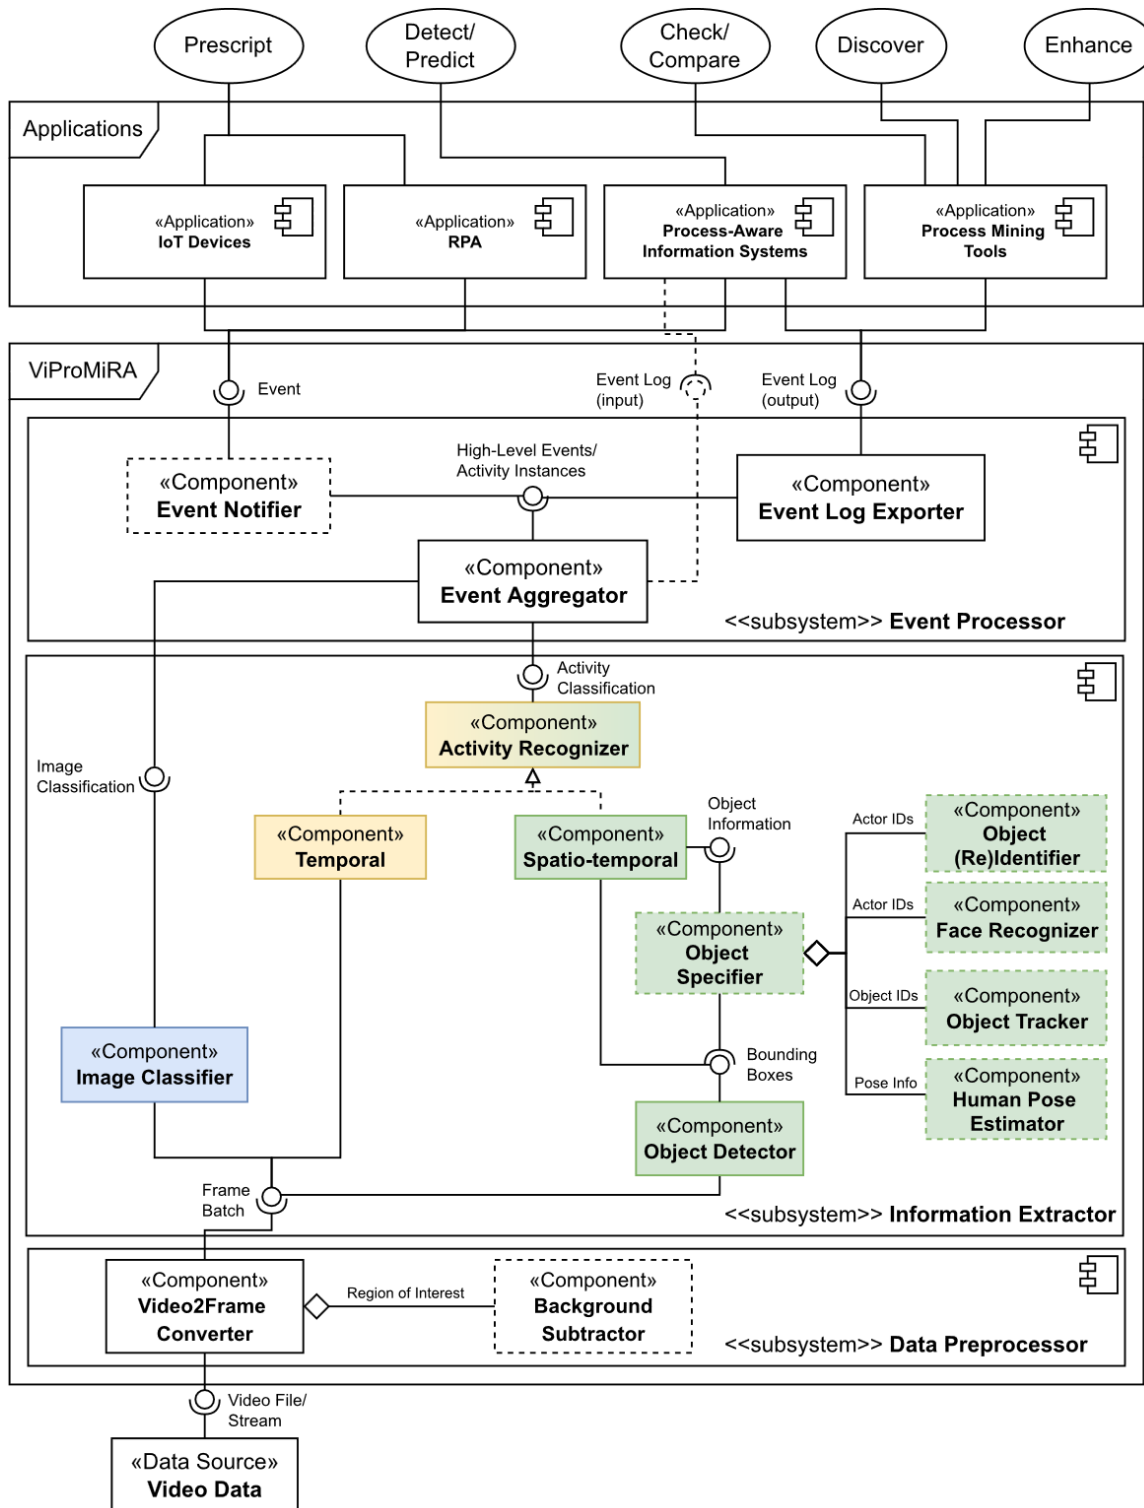 Prescript
Detect/
Predict
Check/
Compare
Discover
Enhance
Applications
«Application»
IoT Devices
«Application»
RPA
«Application»
Process-Aware
Information Systems
«Application»
Process Mining
Tools
ViProMiRA
Event
Event Log
(input)
Event Log
(output)
High-Level Events/
Activity Instances
«Component»
Event Notifier
«Component»
Event Log Exporter
«Component»
Event Aggregator
<<subsystem>> Event Processor
Activity
Classification
«Component»
Activity Recognizer
Image
Classification
Object
Information
«Component»
Temporal
«Component»
Spatio-temporal
Actor IDs
«Component»
Object
(Re)Identifier
Actor IDs
«Component»
Face Recognizer
«Component»
Object
Specifier
Object IDs
«Component»
Object Tracker
«Component»
Image Classifier
Bounding
Boxes
Pose Info
«Component»
Human Pose
Estimator
«Component»
Object Detector
Frame
Batch
<<subsystem>> Information Extractor
«Component»
Video2Frame
Converter
Region of Interest
«Component»
Background
Subtractor
<<subsystem>> Data Preprocessor
Video File/
Stream
«Data Source»
Video Data